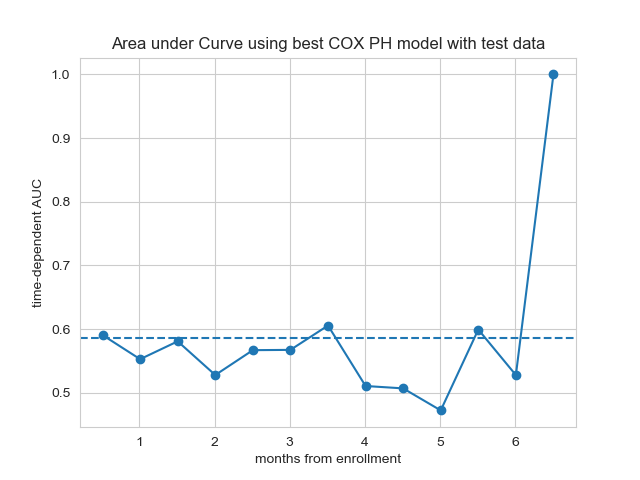 Area under Curve using best COX PH model with test data
time-dependent AUC
1.0
0.9
0.8
0.7
0.6
0.5
1 2 3 4 5 6
months from enrollment